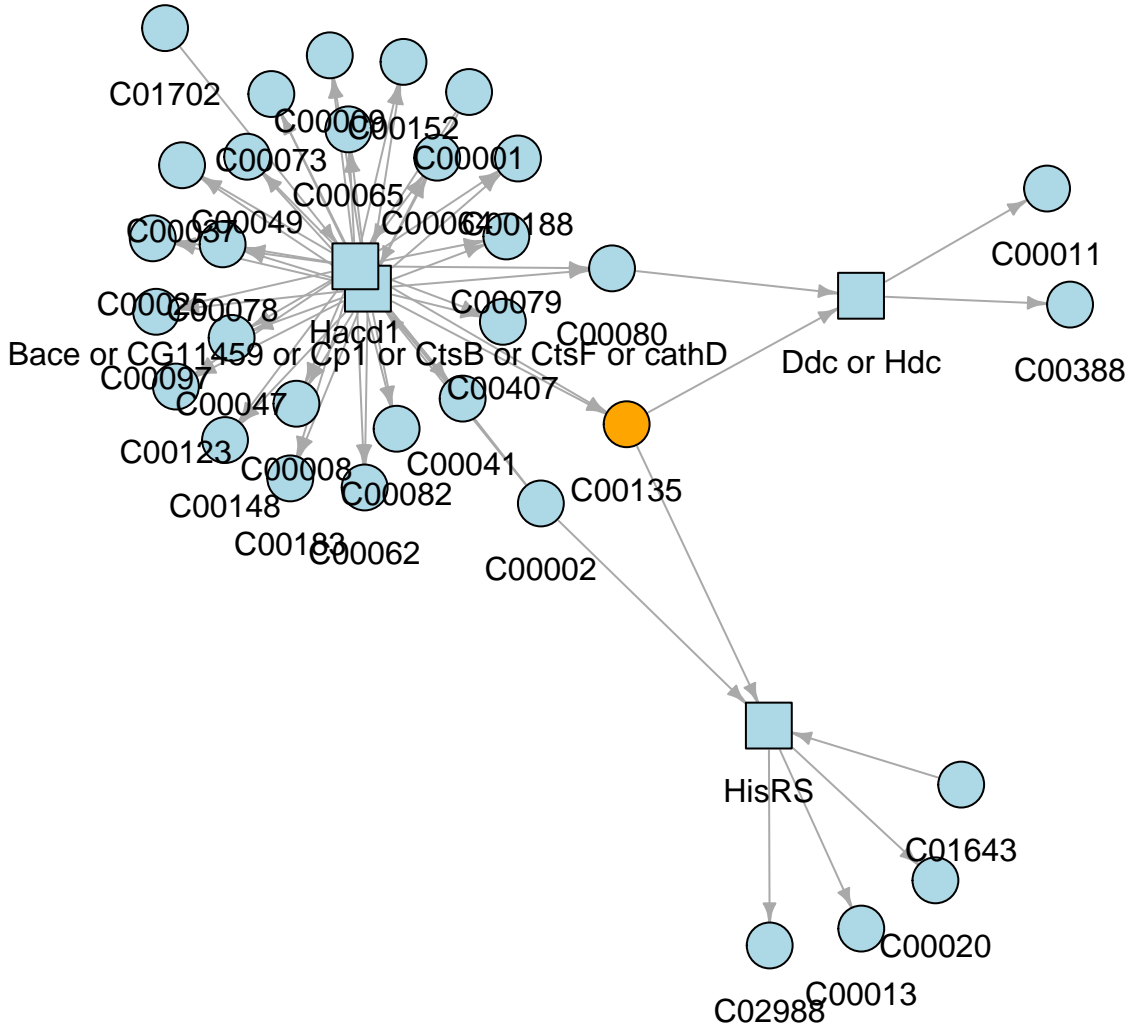 C01702
C00009
C00152
C00073
C00001
C00065
C00049
C00064
C00188
C00037
C00011
C00025
C00078
C00079
C00080
Hacd1
Bace or CG11459 or Cp1 or CtsB or CtsF or cathD
Ddc or Hdc
C00388
C00097
C00407
C00047
C00123
C00008
C00041
C00135
C00148
C00082
C00183
C00062
C00002
HisRS
C01643
C00020
C00013
C02988